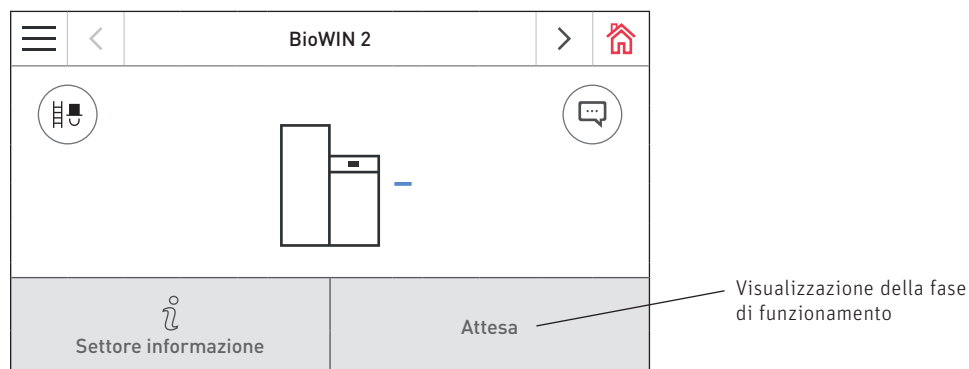 BioWIN 2
Settore informazione
Attesa
Visualizzazione della fase
di funzionamento